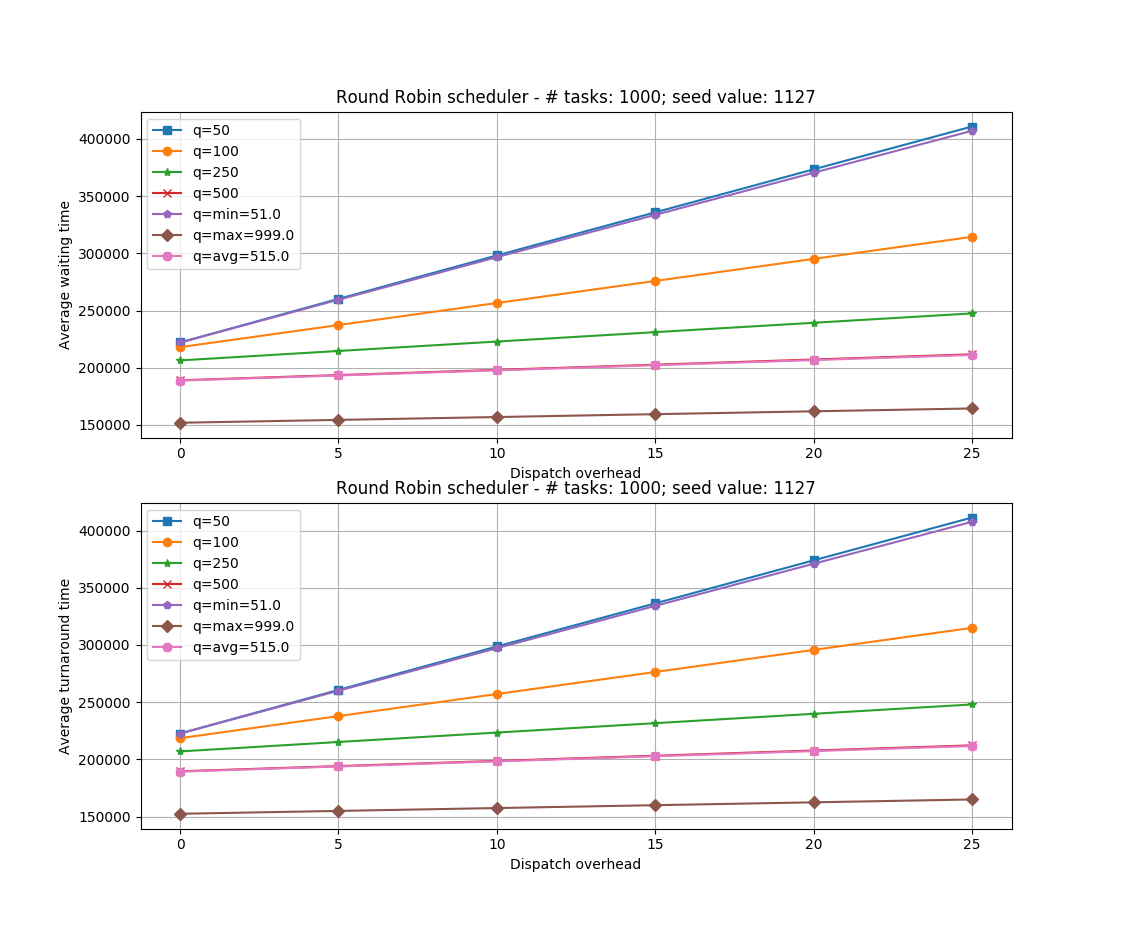 Round Robin scheduler - # tasks: 1000; seed value: 1127
q=50
q=100
q=250
q=500
q=min=51.0
q=max=999.0
q=avg=515.0
Average waiting time
400000
350000
300000
250000
200000
150000
0 5 10 15 20 25
Dispatch overhead
Round Robin scheduler - # tasks: 1000; seed value: 1127
q=50
q=100
q=250
q=500
q=min=51.0
q=max=999.0
q=avg=515.0
Average turnaround time
400000
350000
300000
250000
200000
150000
0 5 10 15 20 25
Dispatch overhead